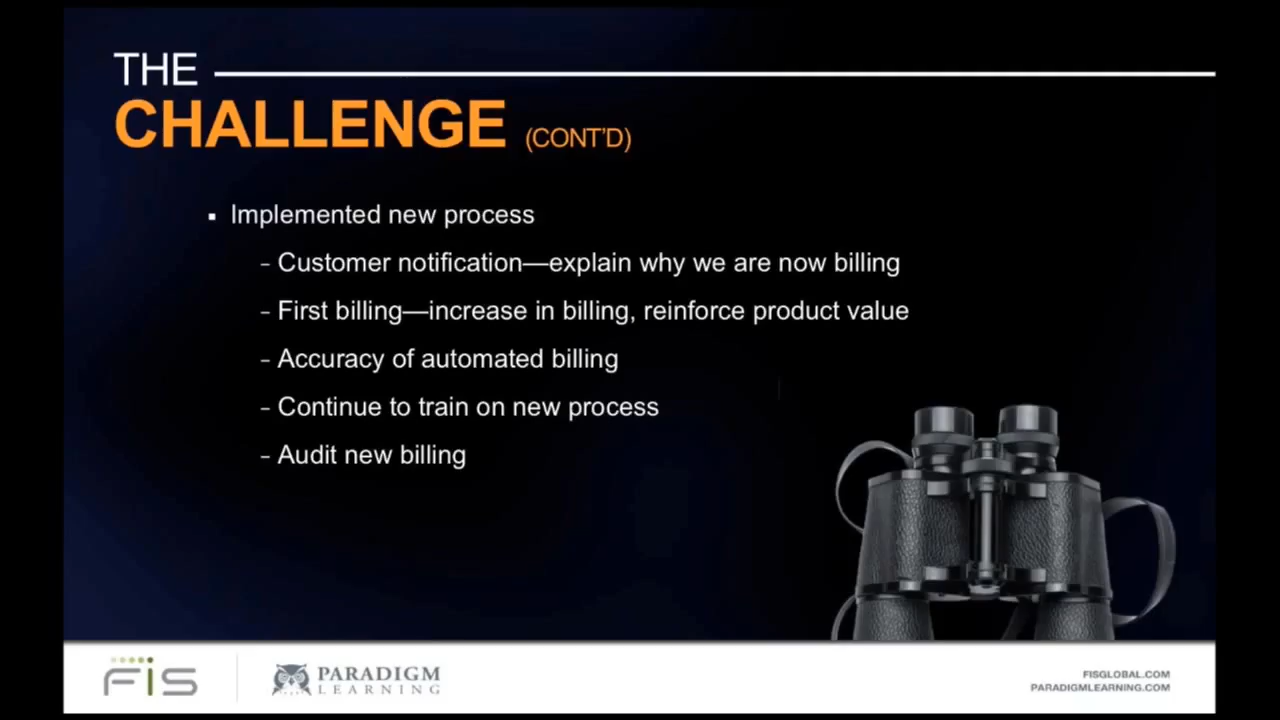 THE
CHALLENGE (CONT'D)
▪ Implemented new process
– Customer notification—explain why we are now billing
– First billing—increase in billing, reinforce product value
– Accuracy of automated billing
– Continue to train on new process
– Audit new billing
FIS
PARADIGM
LEARNING
FISGLOBAL.COM
PARADIGMLEARNING.COM